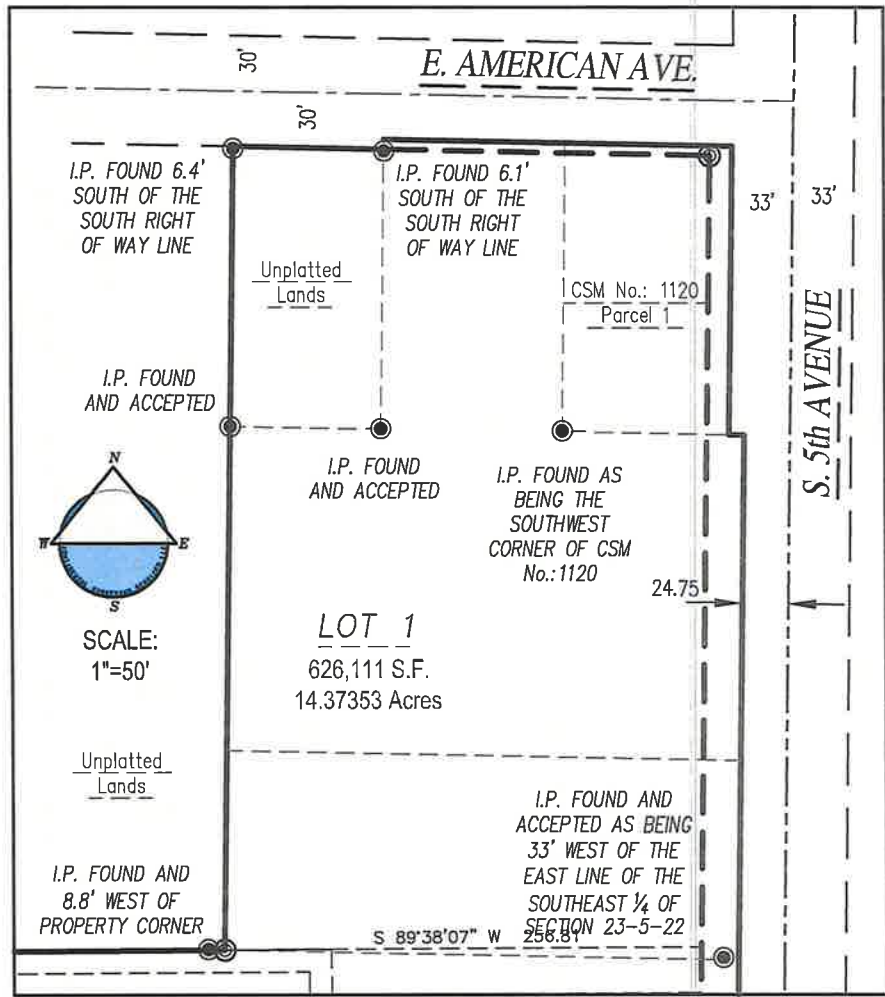 E. AMERICAN AVE.
30'
30'
I.P. FOUND 6.4'
SOUTH OF THE
SOUTH RIGHT
OF WAY LINE
I.P. FOUND 6.1'
SOUTH OF THE
SOUTH RIGHT
OF WAY LINE
33'
33'
Unplatted
Lands
CSM No.: 1120
Parcel 1
S. 5th AVENUE
I.P. FOUND
AND ACCEPTED
I.P. FOUND
AND ACCEPTED
I.P. FOUND AS
BEING THE
SOUTHWEST
CORNER OF CSM
No.:1120
N
W
E
S
SCALE:
1"=50'
24.75
LOT 1
626,111 S.F.
14.37353 Acres
Unplatted
Lands
I.P. FOUND AND
ACCEPTED AS BEING
33' WEST OF THE
EAST LINE OF THE
SOUTHEAST ¼ OF
SECTION 23-5-22
I.P. FOUND AND
8.8' WEST OF
PROPERTY CORNER
S 89°38'07" W 256.81